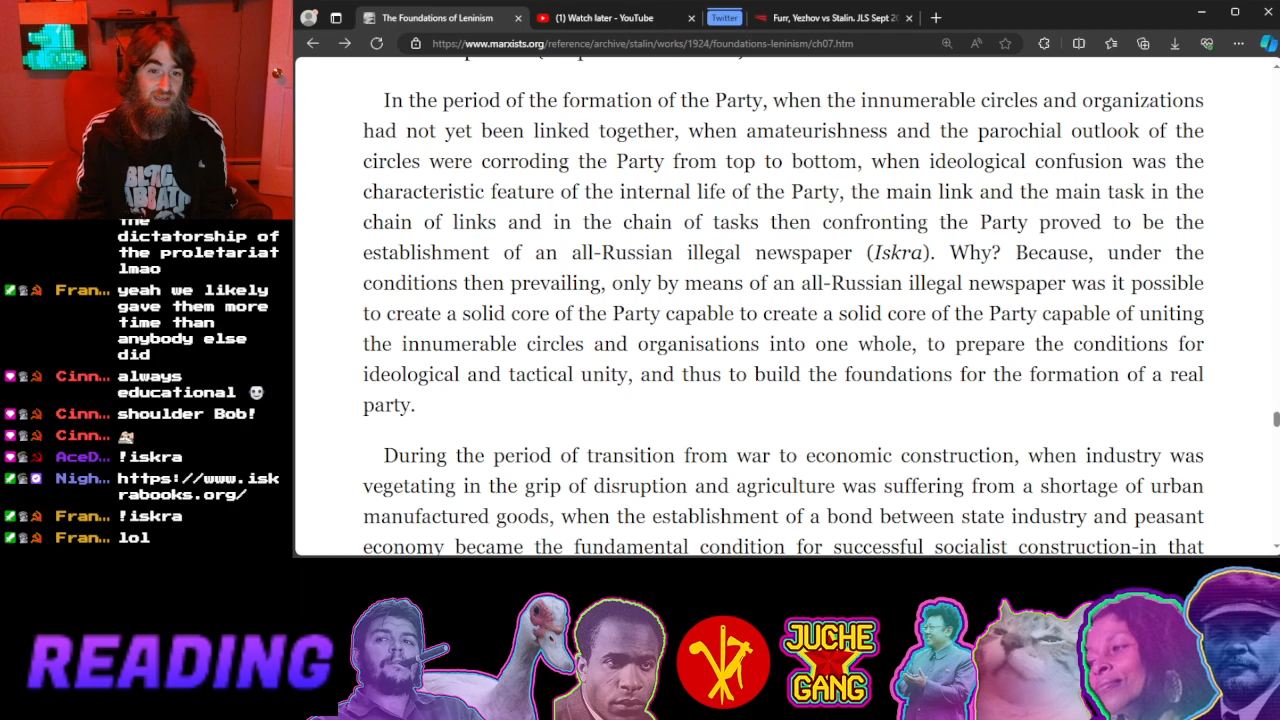 The Foundations of Leninism
(1) Watch later - YouTube
Twitter
Furr, Yezhov vs Stalin. JLS Sept 20
https://www.marxists.org/reference/archive/stalin/works/1924/foundations-leninism/ch07.htm
In the period of the formation of the Party, when the innumerable circles and organizations
had not yet been linked together, when amateurishness and the parochial outlook of the
circles were corroding the Party from top to bottom, when ideological confusion was the
characteristic feature of the internal life of the Party, the main link and the main task in the
chain of links and in the chain of tasks then confronting the Party proved to be the
establishment of an all-Russian illegal newspaper (Iskra). Why? Because, under the
conditions then prevailing, only by means of an all-Russian illegal newspaper was it possible
to create a solid core of the Party capable to create a solid core of the Party capable of uniting
the innumerable circles and organisations into one whole, to prepare the conditions for
ideological and tactical unity, and thus to build the foundations for the formation of a real
party.
During the period of transition from war to economic construction, when industry was
vegetating in the grip of disruption and agriculture was suffering from a shortage of urban
manufactured goods, when the establishment of a bond between state industry and peasant
economy became the fundamental condition for successful socialist construction-in that
BLACK
SABBATH
the
dictatorship of
the proletariat
lmao
Fran... yeah we likely
gave them more
time than
anybody else
did
Cinn... always
educational
Cinn... shoulder Bob!
Cinn...
AceD... !iskra
Nigh... https://www.isk
rabooks.org/
Fran... !iskra
Fran... lol
READING
JUCHE
GANG